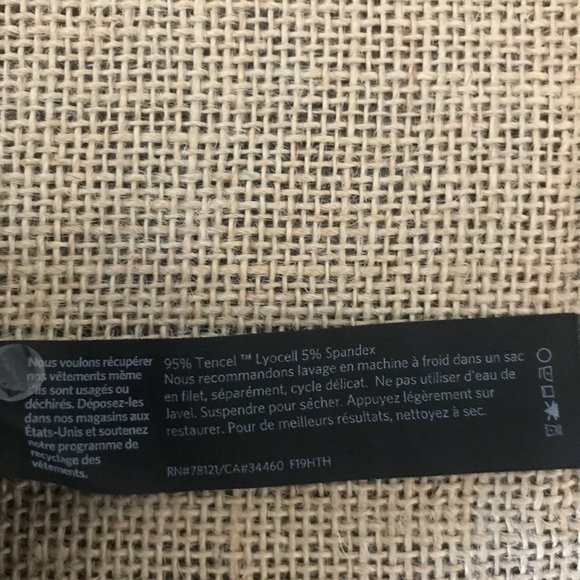 Nous voulons récupérer
nos vêtements même
s'ils sont usagés ou
déchirés. Déposez-les
dans nos magasins aux
États-Unis et soutenez
notre programme de
recyclage des
vêtements.
95% Tencel ™ Lyocell 5% Spandex
Nous recommandons lavage en machine à froid dans un sac
en filet, séparément, cycle délicat. Ne pas utiliser d'eau de
Javel. Suspendre pour sécher. Appuyez légèrement sur
restaurer. Pour de meilleurs résultats, nettoyez à sec.
RN#78121/CA#34460 F19HTH